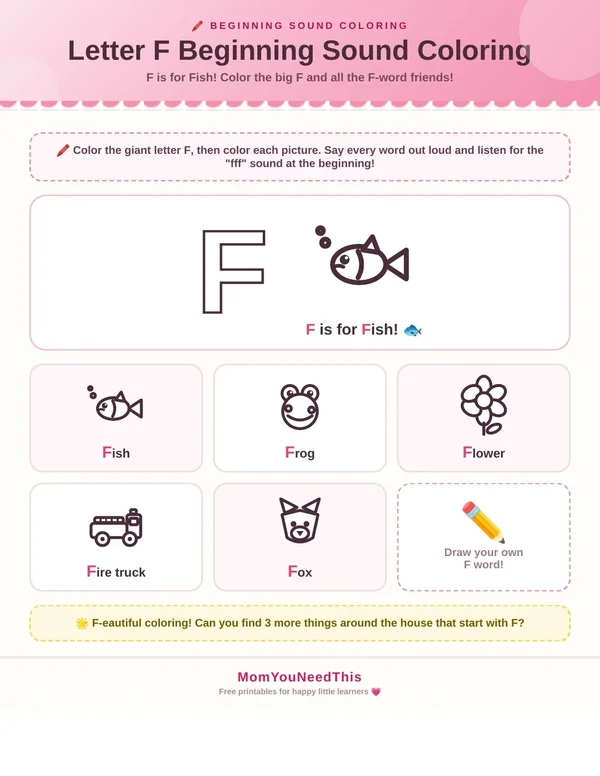 BEGINNING SOUND COLORING
Letter F Beginning Sound Coloring
F is for Fish! Color the big F and all the F-word friends!
Color the giant letter F, then color each picture. Say every word out loud and listen for the
"fff" sound at the beginning!
F
F is for Fish!
Fish
Frog
Flower
Fire truck
Fox
Draw your own
F word!
F-eautiful coloring! Can you find 3 more things around the house that start with F?
MomYouNeedThis
Free printables for happy little learners